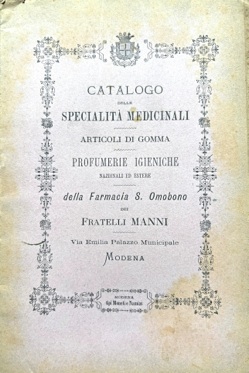 CATALOGO
DELLE
SPECIALITÀ MEDICINALI
ARTICOLI DI GOMMA
PROFUMERIE IGIENICHE
NAZIONALI ED ESTERE
della Farmacia S. Omobono
DEI
FRATELLI MANNI
Via Emilia Palazzo Municipale
MODENA
MODENA